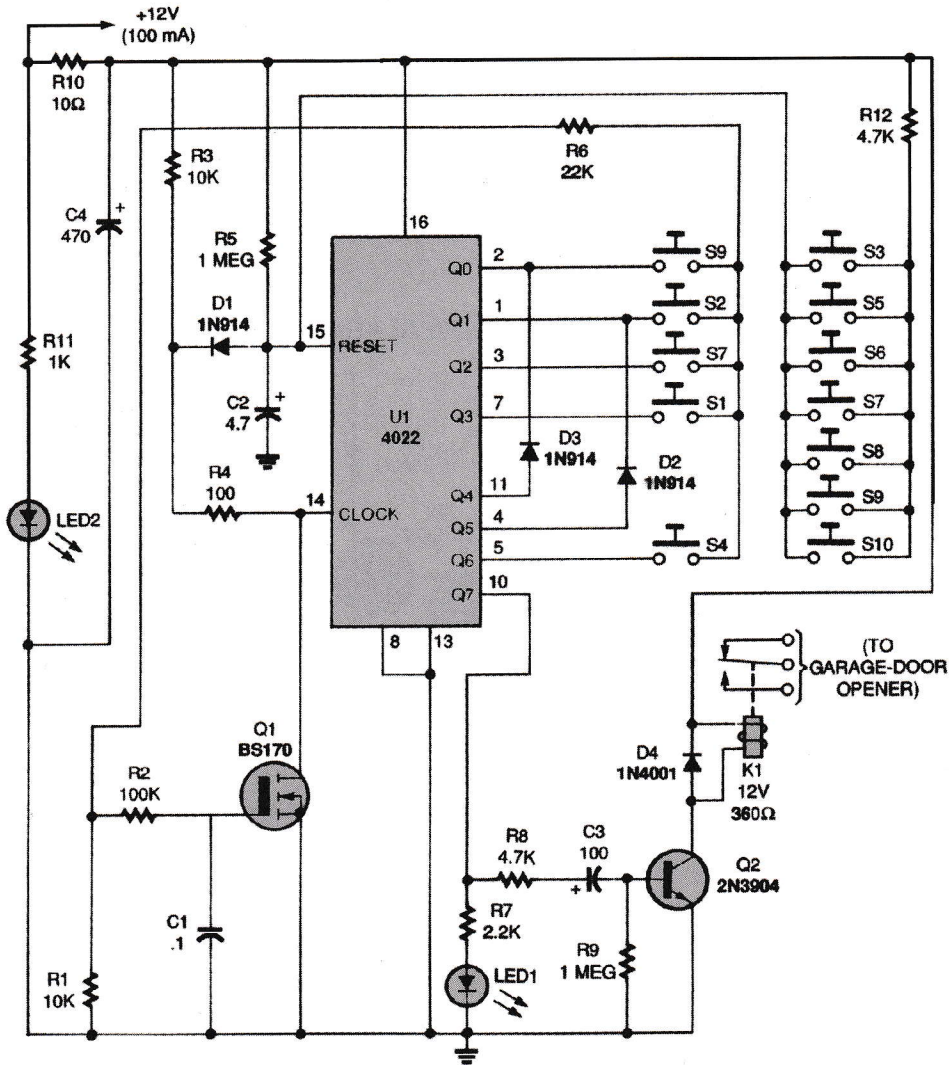 +12V
(100 mA)
R10
10Ω
R12
4.7K
R3
10K
R6
22K
C4
470
+
R5
1 MEG
16
2
Q0
S9
S3
D1
1N914
1
Q1
S2
S5
R11
1K
15
RESET
3
Q2
S7
S6
C2
4.7
+
7
Q3
S1
S7
U1
4022
D3
1N914
D2
1N914
S8
R4
100
14
CLOCK
11
Q4
S9
LED2
4
Q5
5
Q6
S4
S10
10
Q7
8
13
(TO
GARAGE-DOOR
OPENER)
Q1
BS170
R2
100K
D4
1N4001
K1
12V
360Ω
R8
4.7K
C3
100
+
Q2
2N3904
C1
.1
R7
2.2K
R9
1 MEG
LED1
R1
10K